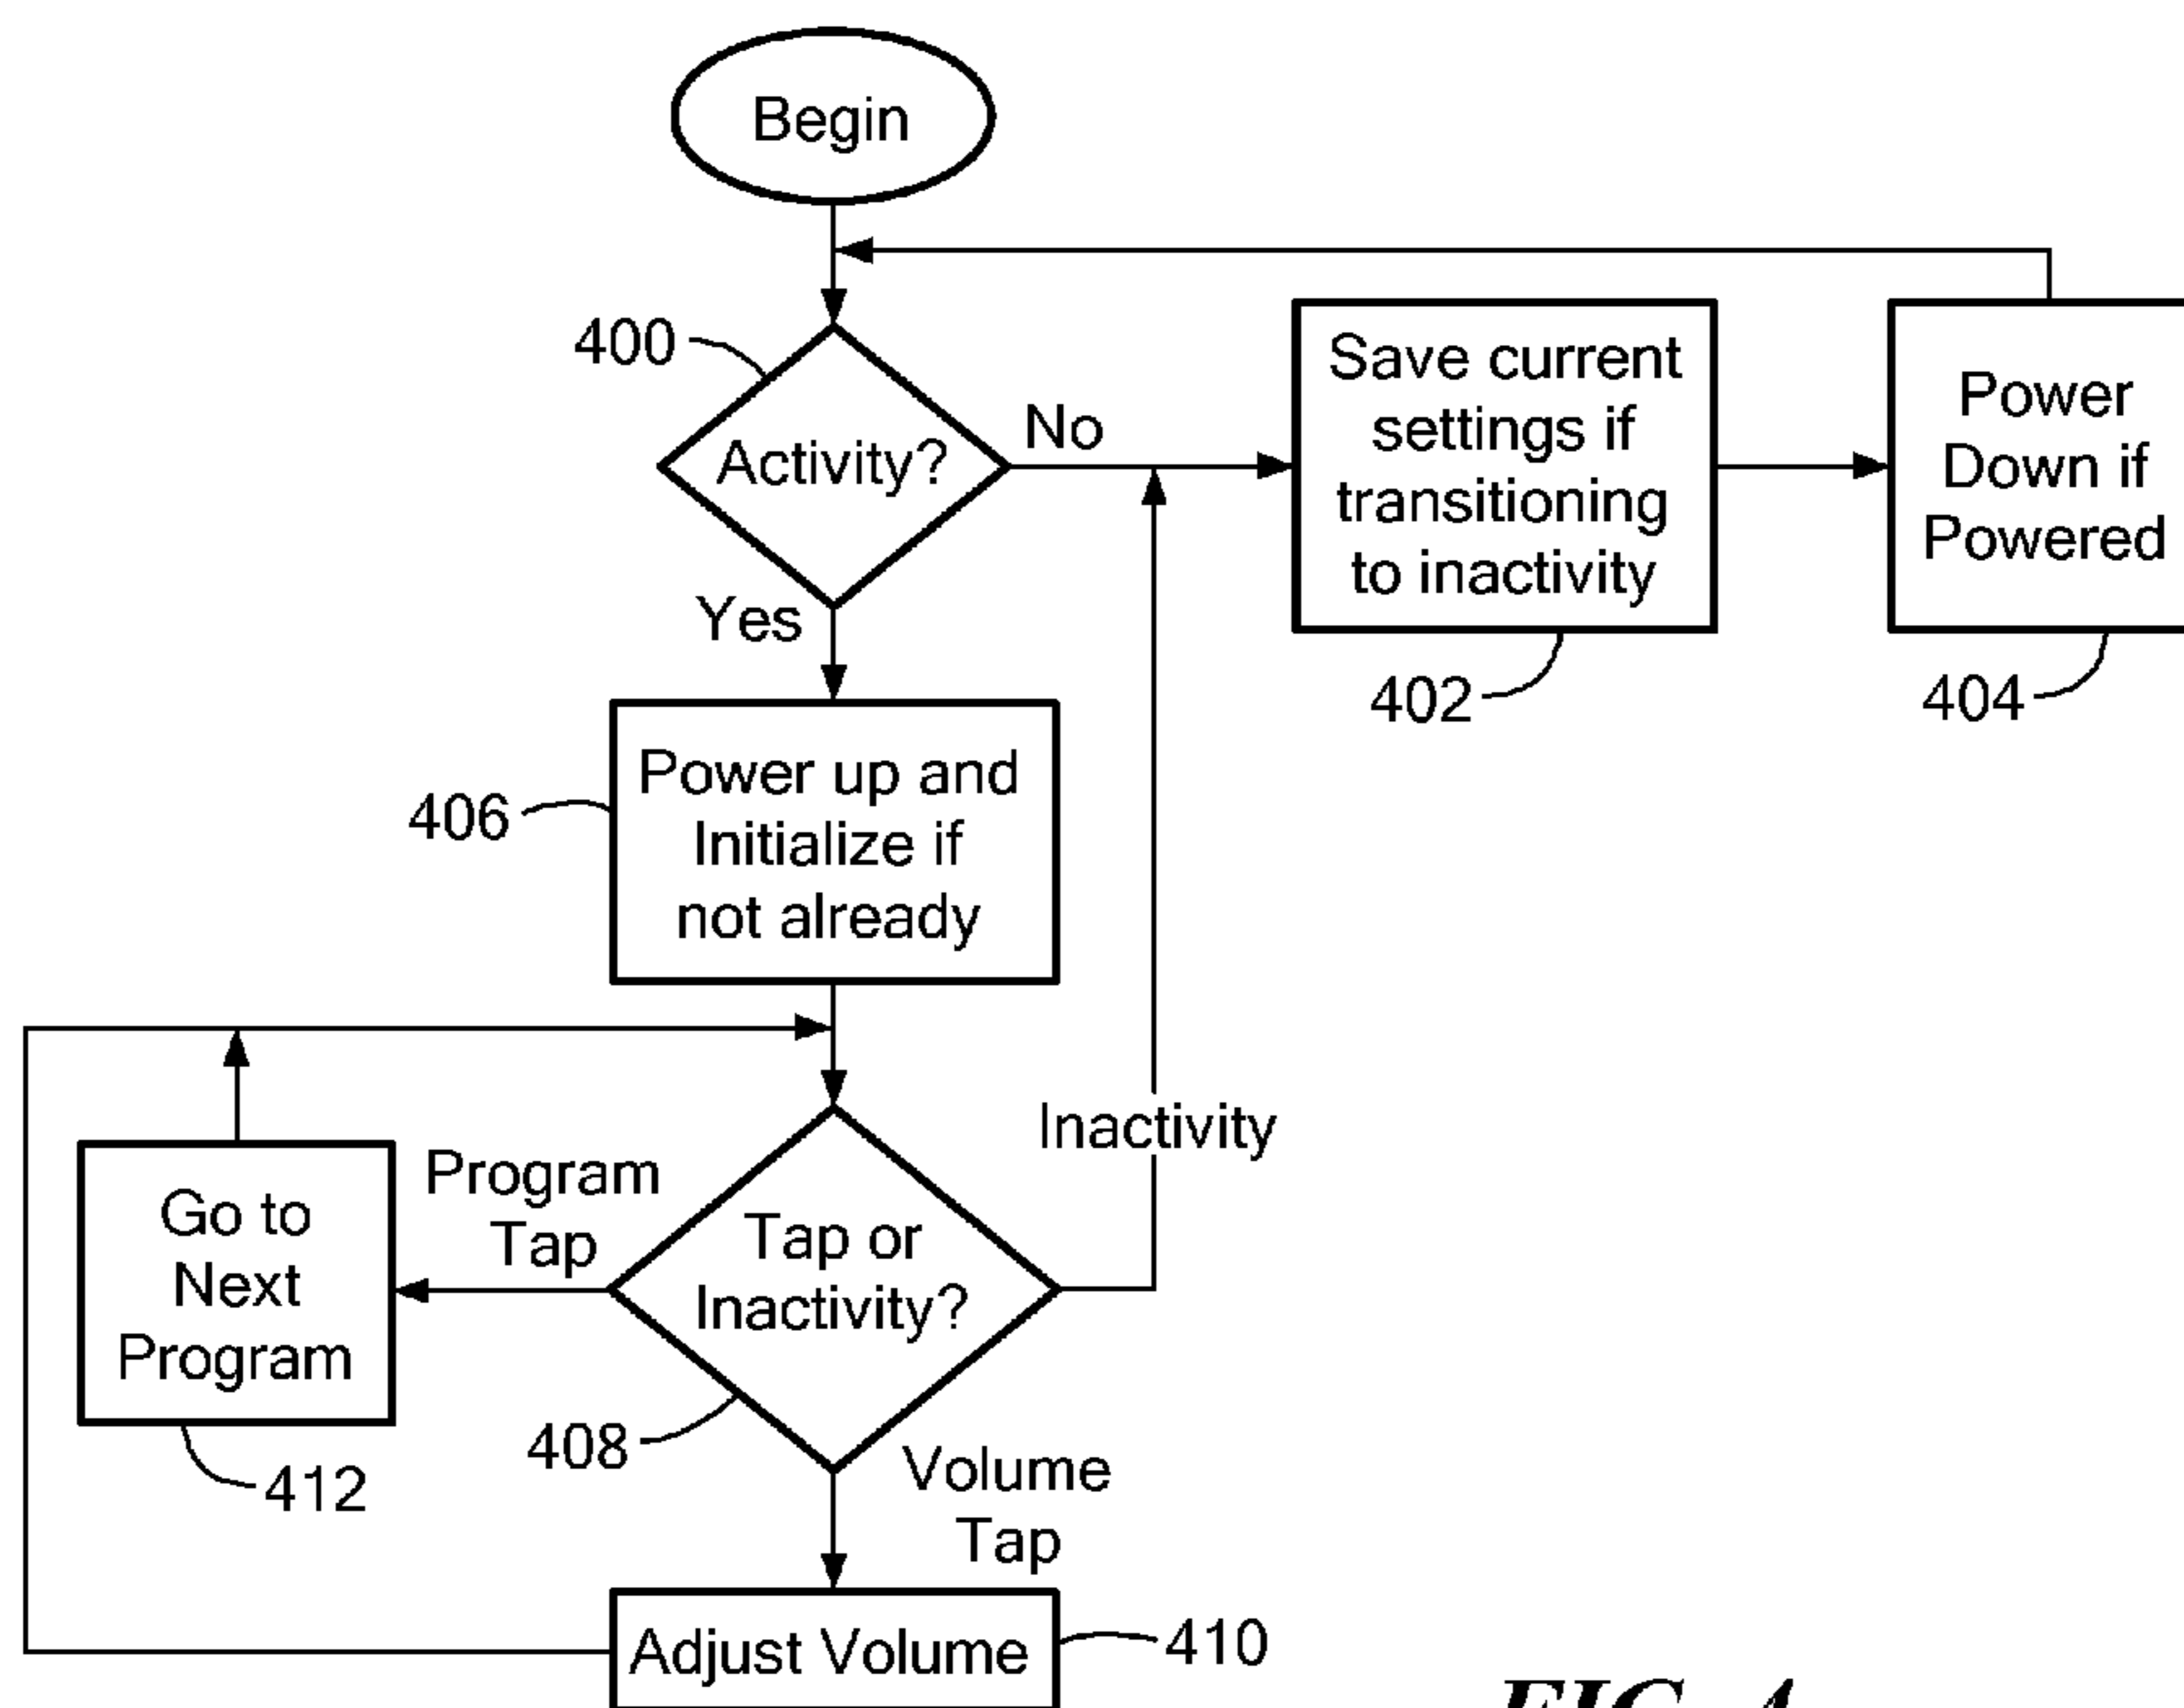 Begin
400
Activity?
No
Yes
Save current
settings if
transitioning
to inactivity
402
Power
Down if
Powered
404
Power up and
Initialize if
not already
406
Inactivity
Program
Tap
Tap or
Inactivity?
408
Go to
Next
Program
412
Volume
Tap
Adjust Volume
410
FIG. 4